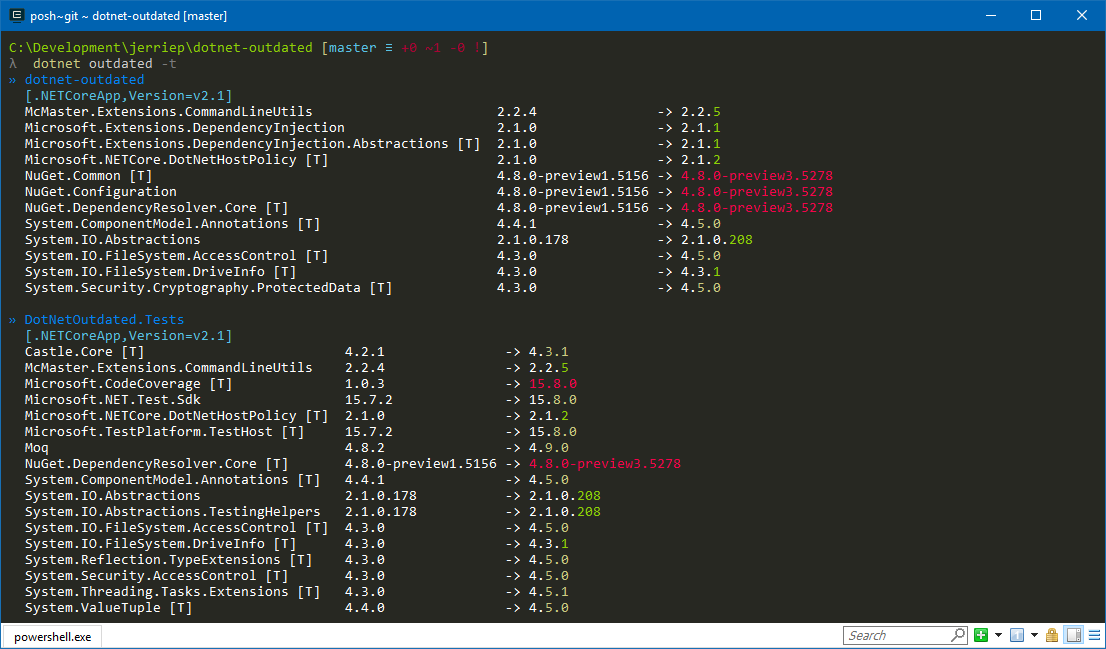 posh~git ~ dotnet-outdated [master]
C:\Development\jerriep\dotnet-outdated [master ≡ +0 ~1 -0 !]
λ dotnet outdated -t
» dotnet-outdated
[.NETCoreApp,Version=v2.1]
McMaster.Extensions.CommandLineUtils 2.2.4 -> 2.2.5
Microsoft.Extensions.DependencyInjection 2.1.0 -> 2.1.1
Microsoft.Extensions.DependencyInjection.Abstractions [T] 2.1.0 -> 2.1.1
Microsoft.NETCore.DotNetHostPolicy [T] 2.1.0 -> 2.1.2
NuGet.Common [T] 4.8.0-preview1.5156 -> 4.8.0-preview3.5278
NuGet.Configuration 4.8.0-preview1.5156 -> 4.8.0-preview3.5278
NuGet.DependencyResolver.Core [T] 4.8.0-preview1.5156 -> 4.8.0-preview3.5278
System.ComponentModel.Annotations [T] 4.4.1 -> 4.5.0
System.IO.Abstractions 2.1.0.178 -> 2.1.0.208
System.IO.FileSystem.AccessControl [T] 4.3.0 -> 4.5.0
System.IO.FileSystem.DriveInfo [T] 4.3.0 -> 4.3.1
System.Security.Cryptography.ProtectedData [T] 4.3.0 -> 4.5.0
» DotNetOutdated.Tests
[.NETCoreApp,Version=v2.1]
Castle.Core [T] 4.2.1 -> 4.3.1
McMaster.Extensions.CommandLineUtils 2.2.4 -> 2.2.5
Microsoft.CodeCoverage [T] 1.0.3 -> 15.8.0
Microsoft.NET.Test.Sdk 15.7.2 -> 15.8.0
Microsoft.NETCore.DotNetHostPolicy [T] 2.1.0 -> 2.1.2
Microsoft.TestPlatform.TestHost [T] 15.7.2 -> 15.8.0
Moq 4.8.2 -> 4.9.0
NuGet.DependencyResolver.Core [T] 4.8.0-preview1.5156 -> 4.8.0-preview3.5278
System.ComponentModel.Annotations [T] 4.4.1 -> 4.5.0
System.IO.Abstractions 2.1.0.178 -> 2.1.0.208
System.IO.Abstractions.TestingHelpers 2.1.0.178 -> 2.1.0.208
System.IO.FileSystem.AccessControl [T] 4.3.0 -> 4.5.0
System.IO.FileSystem.DriveInfo [T] 4.3.0 -> 4.3.1
System.Reflection.TypeExtensions [T] 4.3.0 -> 4.5.0
System.Security.AccessControl [T] 4.3.0 -> 4.5.0
System.Threading.Tasks.Extensions [T] 4.3.0 -> 4.5.1
System.ValueTuple [T] 4.4.0 -> 4.5.0
powershell.exe
Search